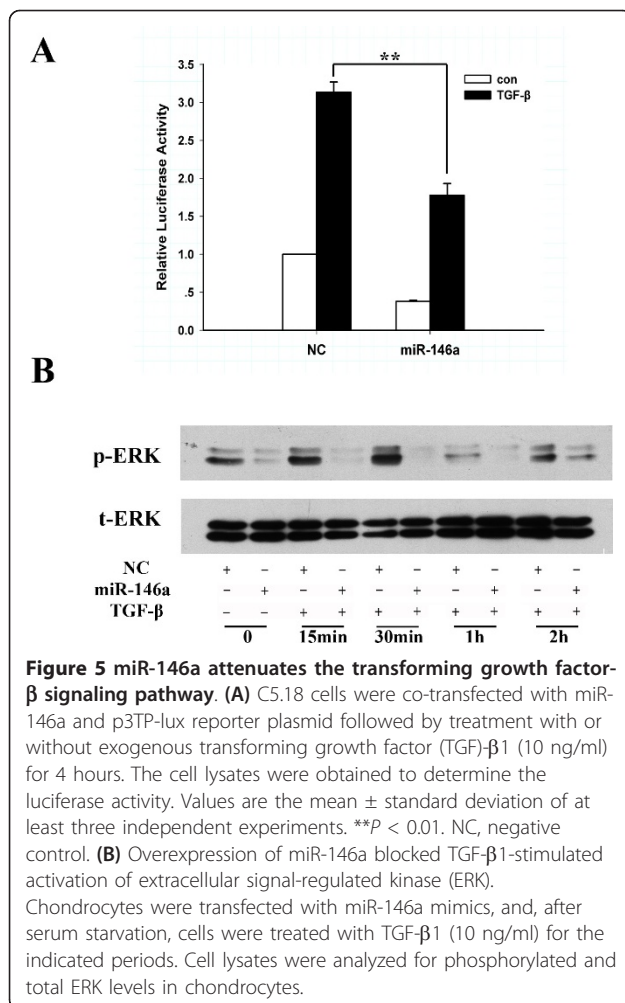 A
**
con
TGF-β
Relative Luciferase Activity
3.5
3.0
2.5
2.0
1.5
1.0
.5
.0
NC miR-146a
B
p-ERK
t-ERK
NC + − + − + − + − + −
miR-146a − + − + − + − + − +
TGF-β − − + + + + + + + +
0 15min 30min 1h 2h
Figure 5 miR-146a attenuates the transforming growth factor-
β signaling pathway. (A) C5.18 cells were co-transfected with miR-
146a and p3TP-lux reporter plasmid followed by treatment with or
without exogenous transforming growth factor (TGF)-β1 (10 ng/ml)
for 4 hours. The cell lysates were obtained to determine the
luciferase activity. Values are the mean ± standard deviation of at
least three independent experiments. **P < 0.01. NC, negative
control. (B) Overexpression of miR-146a blocked TGF-β1-stimulated
activation of extracellular signal-regulated kinase (ERK).
Chondrocytes were transfected with miR-146a mimics, and, after
serum starvation, cells were treated with TGF-β1 (10 ng/ml) for the
indicated periods. Cell lysates were analyzed for phosphorylated and
total ERK levels in chondrocytes.